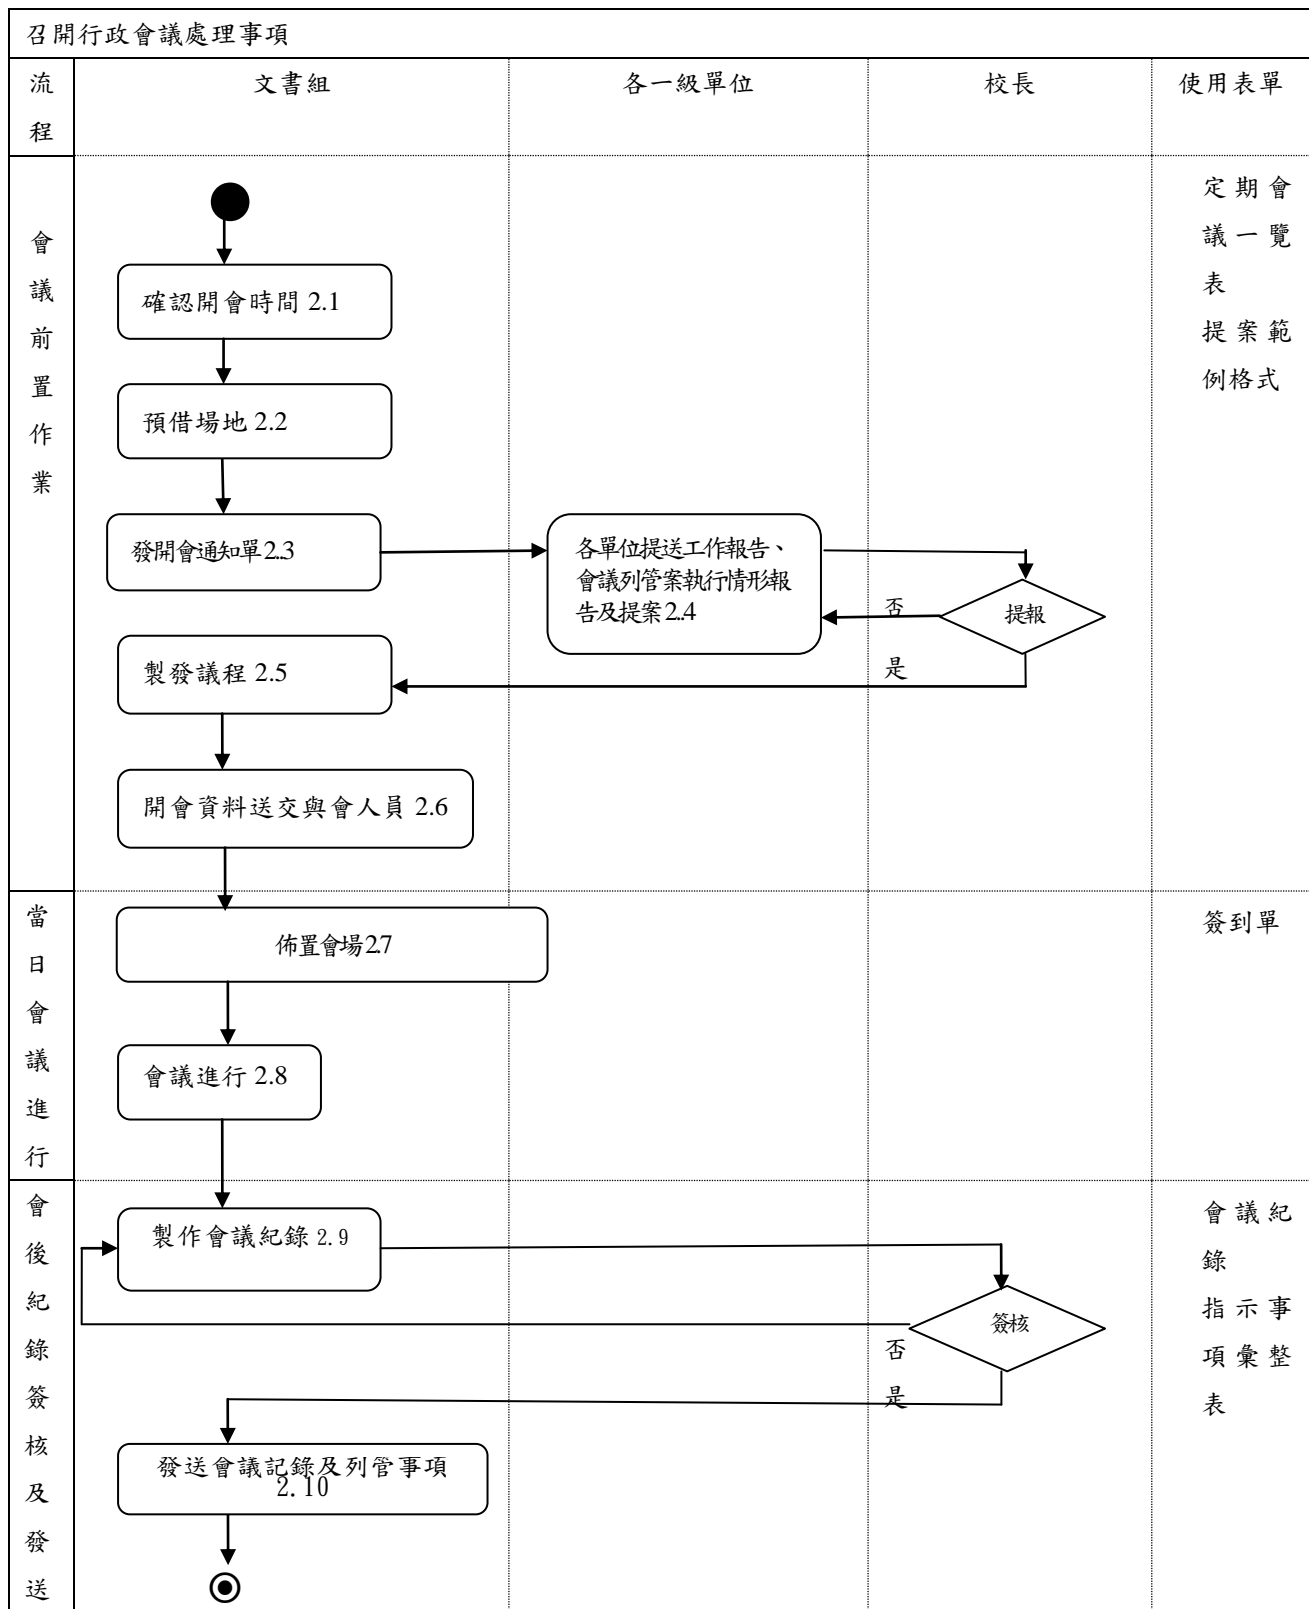 召開行政會議處理事項
流
程
文書組
各一級單位
校長
使用表單
會
議
前
置
作
業
確認開會時間 2.1
預借場地 2.2
發開會通知單2..3
各單位提送工作報告、
會議列管案執行情形報
告及提案2..4
提報
否
是
製發議程 2.5
開會資料送交與會人員 2.6
定期會
議一覽
表
提案範
例格式
當
日
會
議
進
行
佈置會場2.7
會議進行 2.8
簽到單
會
後
紀
錄
簽
核
及
發
送
製作會議紀錄 2.9
簽核
否
是
發送會議記錄及列管事項
2.10
會議紀
錄
指示事
項彙整
表